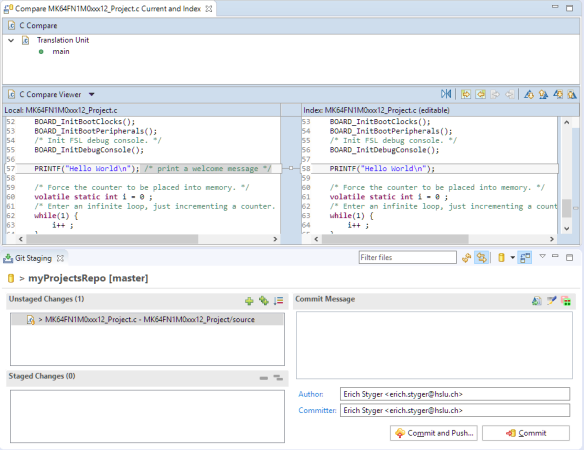 Compare MK64FN1M0xxx12_Project.c Current and Index
C Compare
Translation Unit
main
C Compare Viewer
Local: MK64FN1M0xxx12_Project.c
52 BOARD_InitBootClocks();
53 BOARD_InitBootPeripherals();
54 /* Init FSL debug console. */
55 BOARD_InitDebugConsole();
56
57 PRINTF("Hello World\n"); /* print a welcome message */
58
59 /* Force the counter to be placed into memory. */
60 volatile static int i = 0 ;
61 /* Enter an infinite loop, just incrementing a counter.
62 while(1) {
63 i++ ;
Index: MK64FN1M0xxx12_Project.c (editable)
53 BOARD_InitBootClocks();
54 BOARD_InitBootPeripherals();
55 /* Init FSL debug console. */
56 BOARD_InitDebugConsole();
57
58 PRINTF("Hello World\n");
59
60 /* Force the counter to be placed into memory. */
61 volatile static int i = 0 ;
62 /* Enter an infinite loop, just incrementing a count
63 while(1) {
64 i++ ;
Git Staging
Filter files
> myProjectsRepo [master]
Unstaged Changes (1)
> MK64FN1M0xxx12_Project.c - MK64FN1M0xxx12_Project/source
Staged Changes (0)
Commit Message
Author: Erich Styger <erich.styger@hslu.ch>
Committer: Erich Styger <erich.styger@hslu.ch>
Commit and Push...
Commit